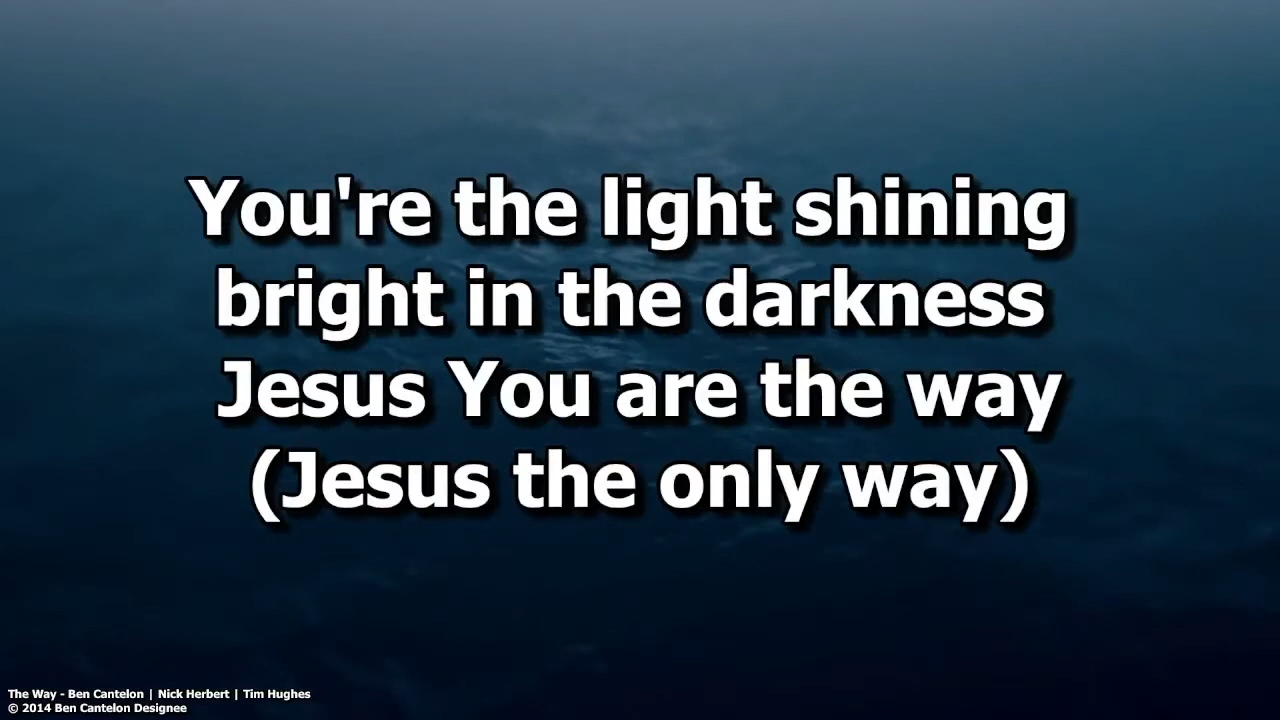 You're the light shining
bright in the darkness
Jesus You are the way
(Jesus the only way)
The Way - Ben Cantelon | Nick Herbert | Tim Hughes
© 2014 Ben Cantelon Designee